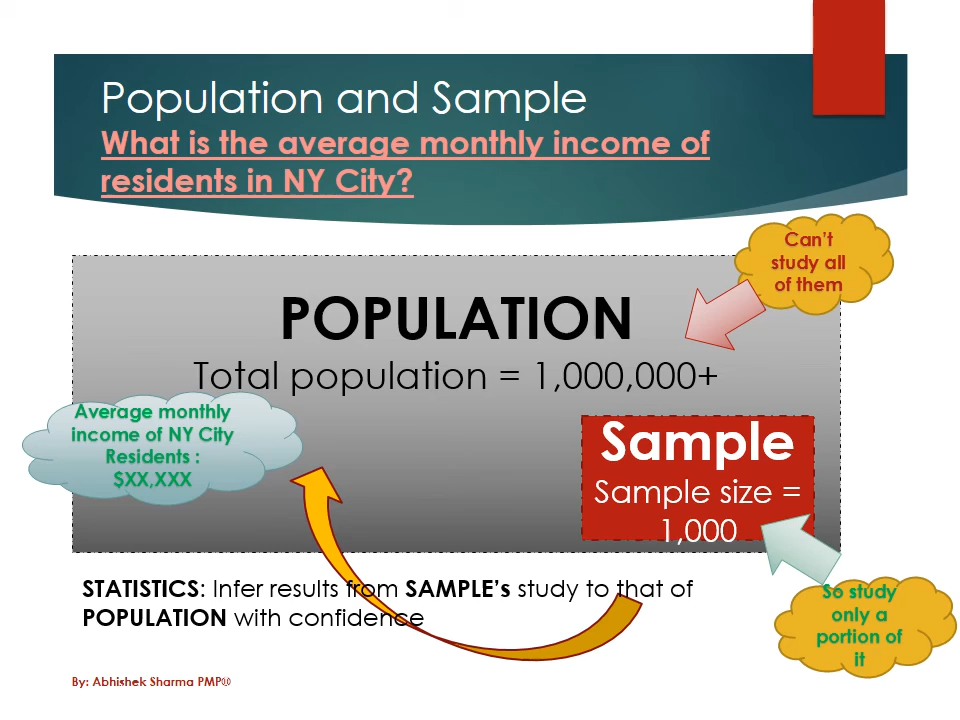 Population and Sample
What is the average monthly income of
residents in NY City?
Can't
study all
of them
POPULATION
Total population = 1,000,000+
Average monthly
income of NY City
Residents :
$XX,XXX
Sample
Sample size =
1,000
STATISTICS: Infer results from SAMPLE's study to that of
POPULATION with confidence
So study
only a
portion of
it
By: Abhishek Sharma PMP®